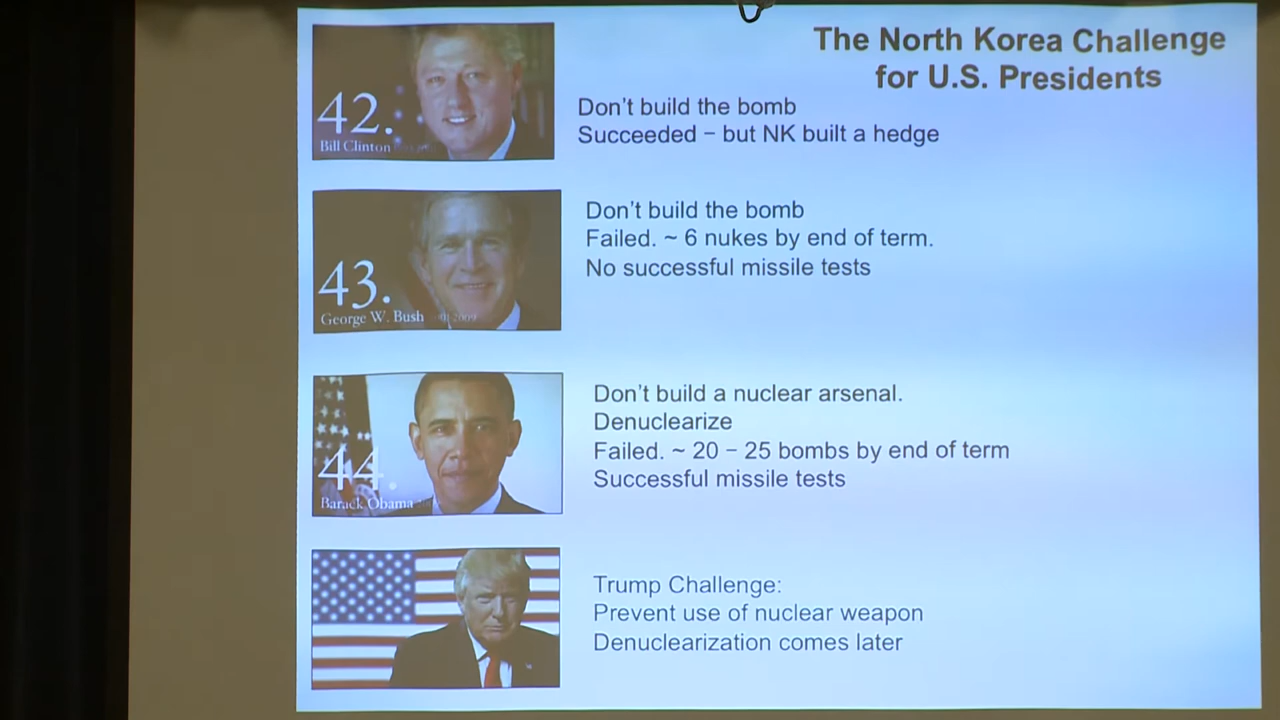 The North Korea Challenge
for U.S. Presidents
42.
Bill Clinton
Don't build the bomb
Succeeded – but NK built a hedge
43.
George W. Bush
2009
Don't build the bomb
Failed. ~ 6 nukes by end of term.
No successful missile tests
44.
Barack Obama
Don't build a nuclear arsenal.
Denuclearize
Failed. ~ 20 – 25 bombs by end of term
Successful missile tests
Trump Challenge:
Prevent use of nuclear weapon
Denuclearization comes later